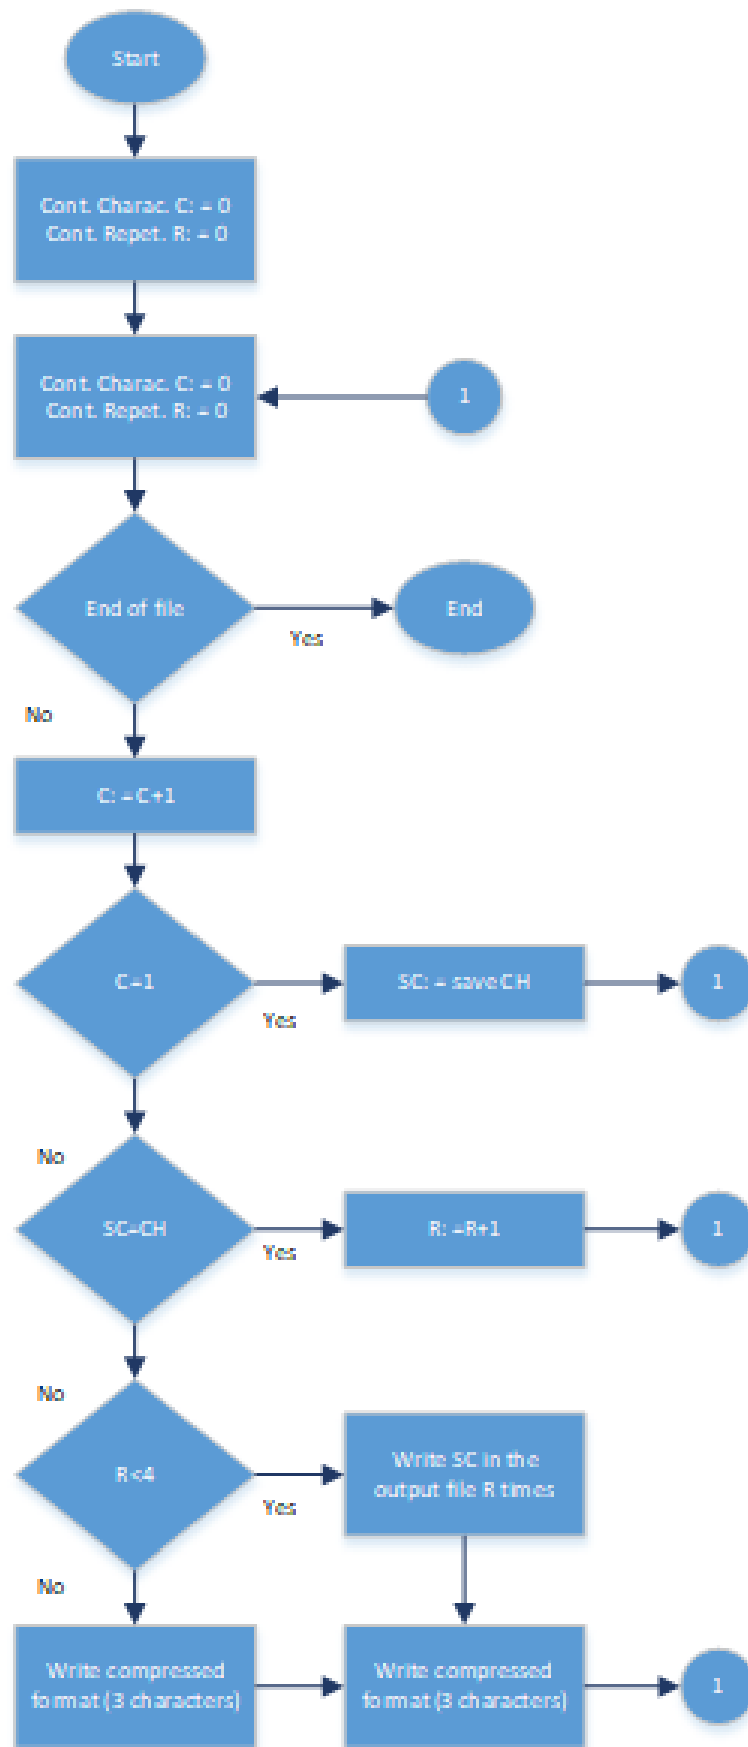 Start
Cont. Charac. C: = 0
Cont. Repet. R: = 0
Cont. Charac. C: = 0
Cont. Repet. R: = 0
1
End of file
Yes
End
No
C: =C+1
C=1
Yes
SC: = save CH
1
No
SC=CH
Yes
R: =R+1
1
No
R<4
Yes
Write SC in the
output file R times
No
Write compressed
format (3 characters)
Write compressed
format (3 characters)
1